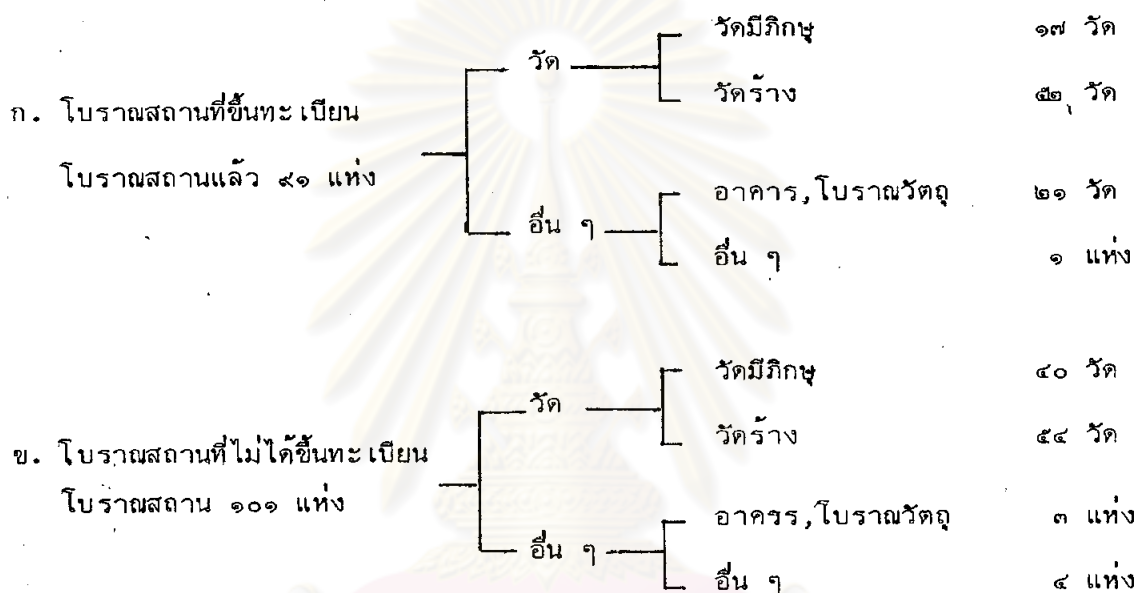 วัดมีภิกษุ ๑๗ วัด
วัด
วัดร้าง ๕๒ วัด
ก. โบราณสถานที่ขึ้นทะเบียน
โบราณสถานแล้ว ๙๑ แห่ง
อาคาร,โบราณวัตถุ ๒๑ วัด
อื่น ๆ
อื่น ๆ ๑ แห่ง
วัดมีภิกษุ ๔๐ วัด
วัด
วัดร้าง ๕๔ วัด
ข. โบราณสถานที่ไม่ได้ขึ้นทะเบียน
โบราณสถาน ๑๐๑ แห่ง
อาครร,โบราณวัตถุ ๓ แห่ง
อื่น ๆ
อื่น ๆ ๔ แห่ง